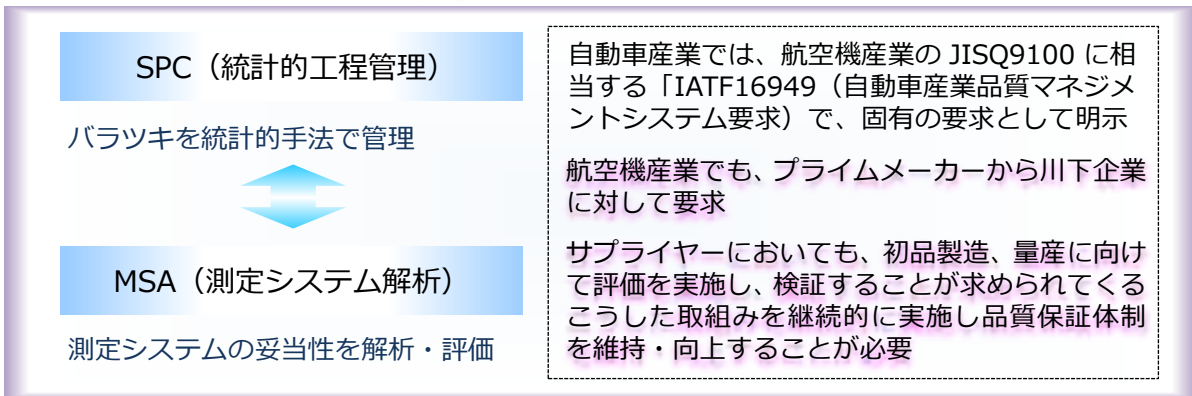 SPC（統計的工程管理）
バラツキを統計的手法で管理
MSA（測定システム解析）
測定システムの妥当性を解析・評価
自動車産業では、航空機産業の JISQ9100 に相
当する「IATF16949（自動車産業品質マネジメ
ントシステム要求）で、固有の要求として明示
航空機産業でも、プライムメーカーから川下企業
に対して要求
サプライヤーにおいても、初品製造、量産に向け
て評価を実施し、検証することが求められてくる
こうした取組みを継続的に実施し品質保証体制
を維持・向上することが必要